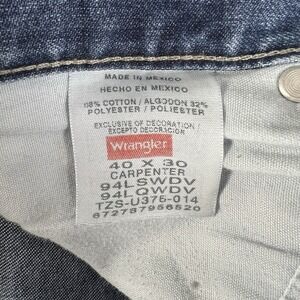 MADE IN MEXICO
HECHO EN MEXICO
68% COTTON / ALGODON 32%
POLYESTER / POLIESTER
EXCLUSIVE OF DECORATION
EXCEPTO DECORACION
Wrangler
40 X 30
CARPENTER
94LSWDV
94LQWDV
TZS-U375-014
672787956520